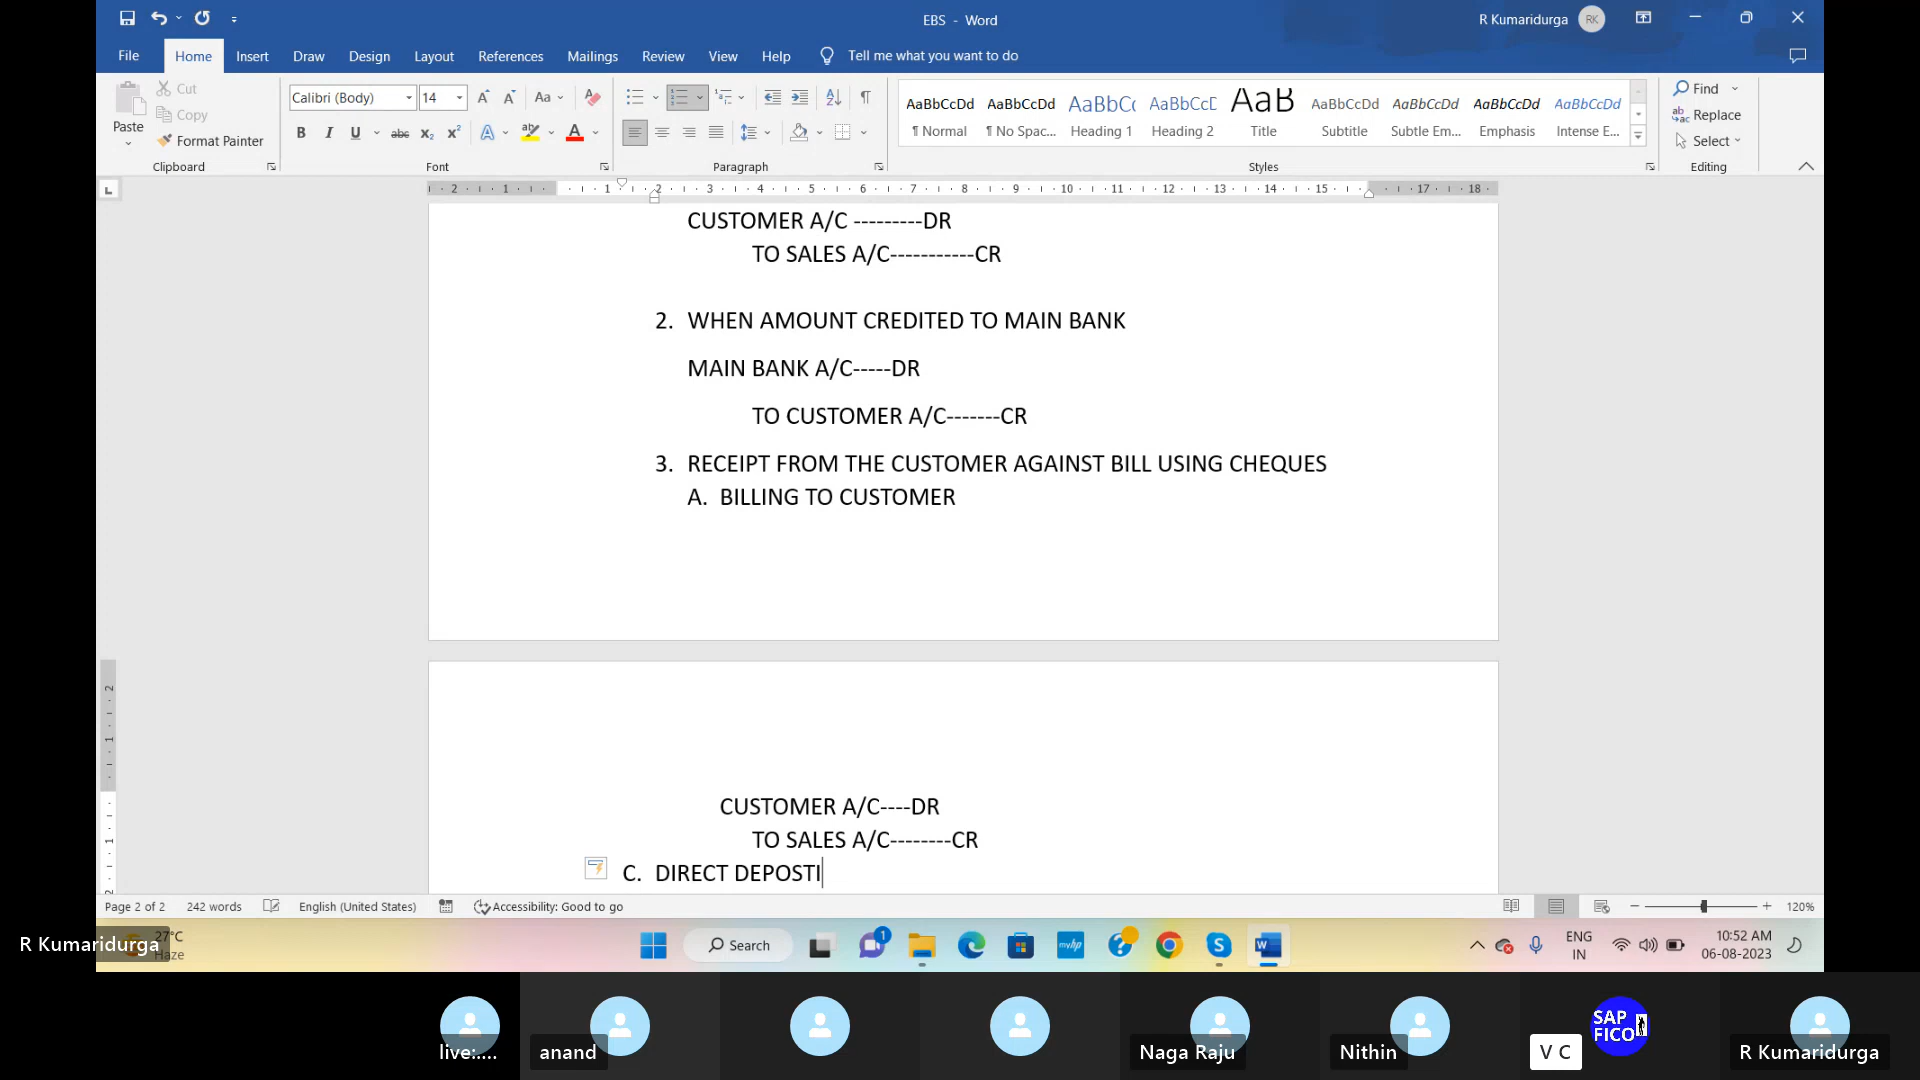 EBS - Word
R Kumaridurga
RK
File
Home
Insert
Draw
Design
Layout
References
Mailings
Review
View
Help
Tell me what you want to do
Paste
Cut
Copy
Format Painter
Clipboard
Calibri (Body)
14
Aa
Font
Paragraph
AaBbCcDd
¶ Normal
AaBbCcDd
¶ No Spac...
AaBbC(
Heading 1
AaBbCcC
Heading 2
AaB
Title
AaBbCcDd
Subtitle
AaBbCcDd
Subtle Em...
AaBbCcDd
Emphasis
AaBbCcDd
Intense E...
Styles
Find
Replace
Select
Editing
CUSTOMER A/C ---------DR
TO SALES A/C-----------CR
2. WHEN AMOUNT CREDITED TO MAIN BANK
MAIN BANK A/C-----DR
TO CUSTOMER A/C-------CR
3. RECEIPT FROM THE CUSTOMER AGAINST BILL USING CHEQUES
A. BILLING TO CUSTOMER
CUSTOMER A/C----DR
TO SALES A/C--------CR
C. DIRECT DEPOSTI
Page 2 of 2
242 words
English (United States)
Accessibility: Good to go
120%
R Kumaridurga
27°C
Haze
Search
1
ENG
IN
10:52 AM
06-08-2023
live:....
anand
Naga Raju
Nithin
SAP
FICO
V C
R Kumaridurga